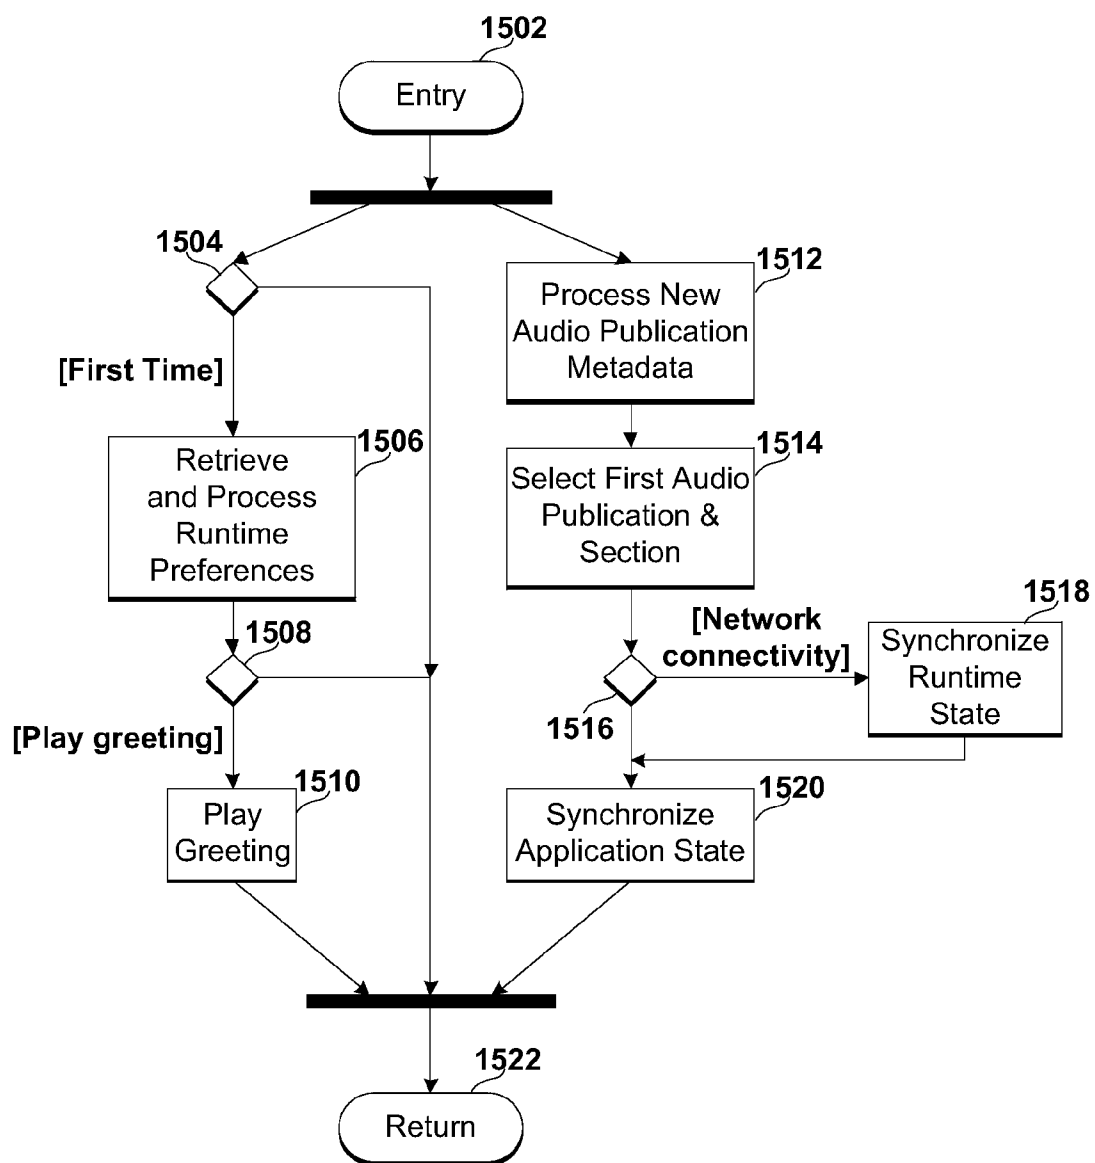 1502
Entry
1504
[First Time]
1506
Retrieve
and Process
Runtime
Preferences
1508
[Play greeting]
1510
Play
Greeting
1512
Process New
Audio Publication
Metadata
1514
Select First Audio
Publication &
Section
[Network
connectivity]
1516
1518
Synchronize
Runtime
State
1520
Synchronize
Application State
1522
Return